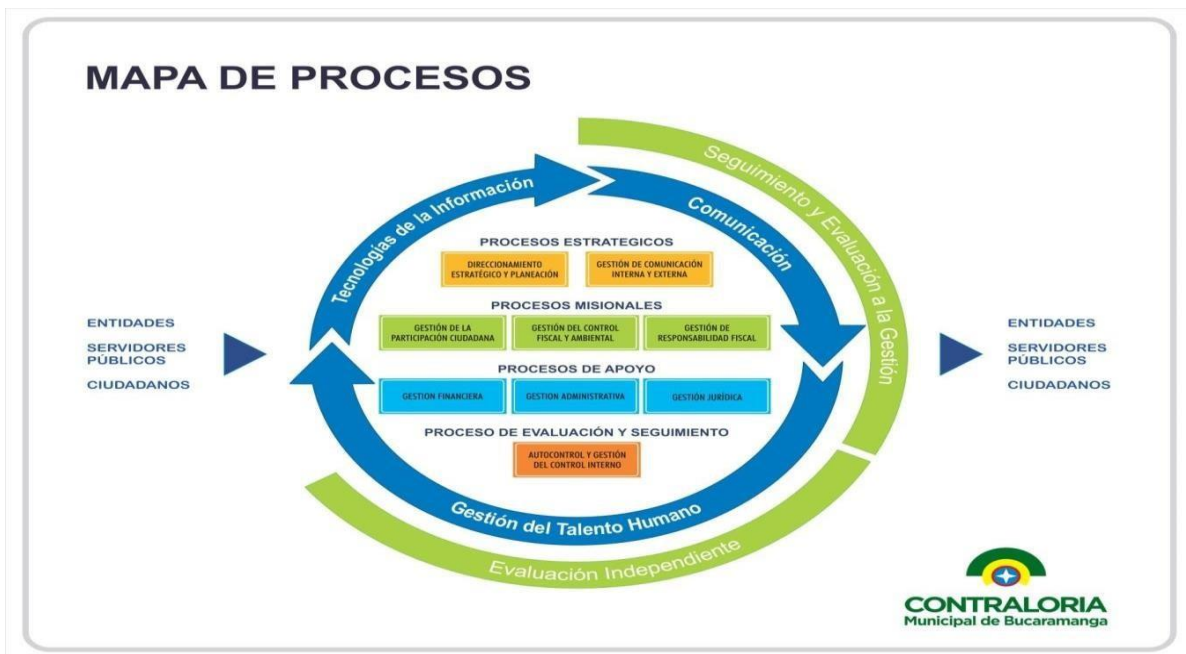 MAPA DE PROCESOS
Seguimiento y Evaluación a la Gestión
Tecnologías de la Información
Comunicación
PROCESOS ESTRATEGICOS
DIRECCIONAMIENTO
ESTRATÉGICO Y PLANEACIÓN
GESTIÓN DE COMUNICACIÓN
INTERNA Y EXTERNA
PROCESOS MISIONALES
GESTIÓN DE LA
PARTICIPACIÓN CIUDADANA
GESTIÓN DEL CONTROL
FISCAL Y AMBIENTAL
GESTIÓN DE
RESPONSABILIDAD FISCAL
ENTIDADES
SERVIDORES
PÚBLICOS
CIUDADANOS
ENTIDADES
SERVIDORES
PÚBLICOS
CIUDADANOS
PROCESOS DE APOYO
GESTION FINANCIERA
GESTION ADMINISTRATIVA
GESTIÓN JURÍDICA
PROCESO DE EVALUACIÓN Y SEGUIMIENTO
AUTOCONTROL Y GESTIÓN
DEL CONTROL INTERNO
Gestión del Talento Humano
Evaluación Independiente
CONTRALORIA
Municipal de Bucaramanga